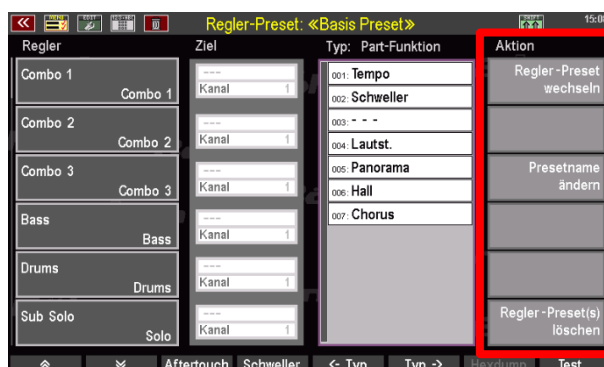 Regler-Preset: «Basis Preset»
15:08
Regler
Ziel
Typ: Part-Funktion
Aktion
Combo 1
Combo 1
---
Kanal 1
Combo 2
Combo 2
---
Kanal 1
Combo 3
Combo 3
---
Kanal 1
Bass
Bass
---
Kanal 1
Drums
Drums
---
Kanal 1
Sub Solo
Solo
---
Kanal 1
001: Tempo
002: Schweller
003: - - -
004: Lautst.
005: Panorama
006: Hall
007: Chorus
Regler-Preset
wechseln
Presetname
ändern
Regler-Preset(s)
löschen
Aftertouch Schweller <- Typ Typ -> Hexdump Test